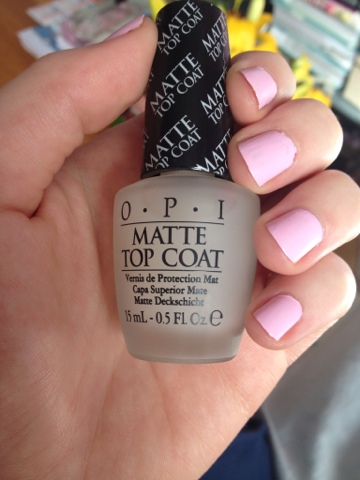 MATTE
TOP COAT
MATTE
TOP COAT
MATTE
TOP COAT
O·P·I
MATTE
TOP COAT
Vernis de Protection Mat
Capa Superior Mate
Matte Deckschicht
15 mL - 0.5 Fl. Oz. e